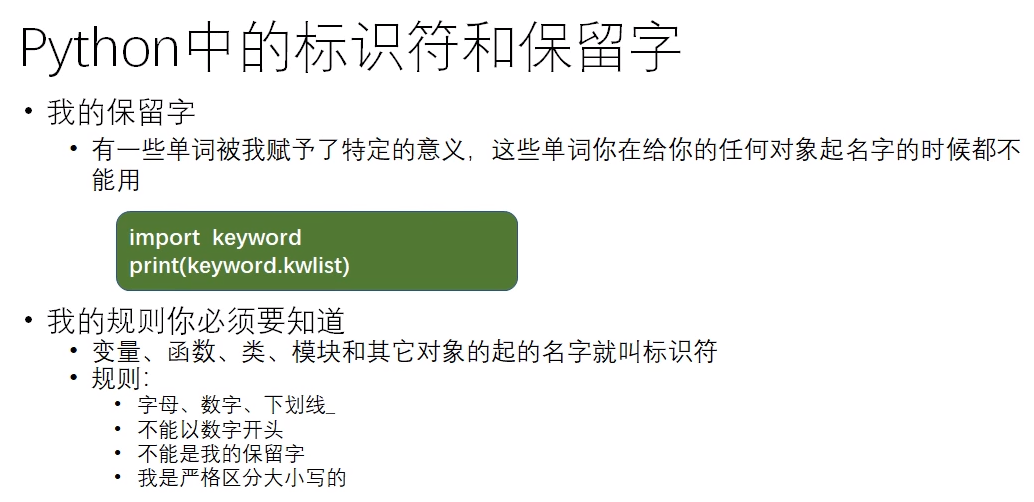 Python中的标识符和保留字
• 我的保留字
• 有一些单词被我赋予了特定的意义，这些单词你在给你的任何对象起名字的时候都不
能用
import keyword
print(keyword.kwlist)
• 我的规则你必须要知道
• 变量、函数、类、模块和其它对象的起的名字就叫标识符
• 规则：
• 字母、数字、下划线_
• 不能以数字开头
• 不能是我的保留字
• 我是严格区分大小写的